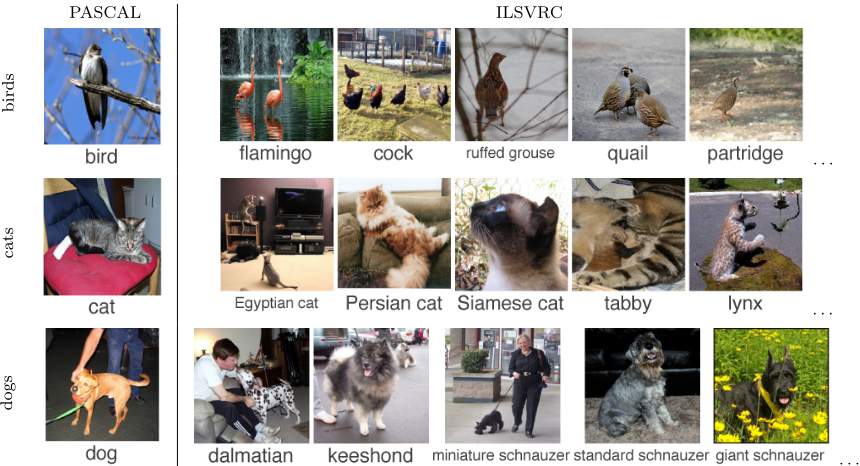 PASCAL
ILSVRC
birds
bird
flamingo
cock
ruffed grouse
quail
partridge
...
cats
cat
Egyptian cat
Persian cat
Siamese cat
tabby
lynx
...
dogs
dog
dalmatian
keeshond
miniature schnauzer
standard schnauzer
giant schnauzer
...